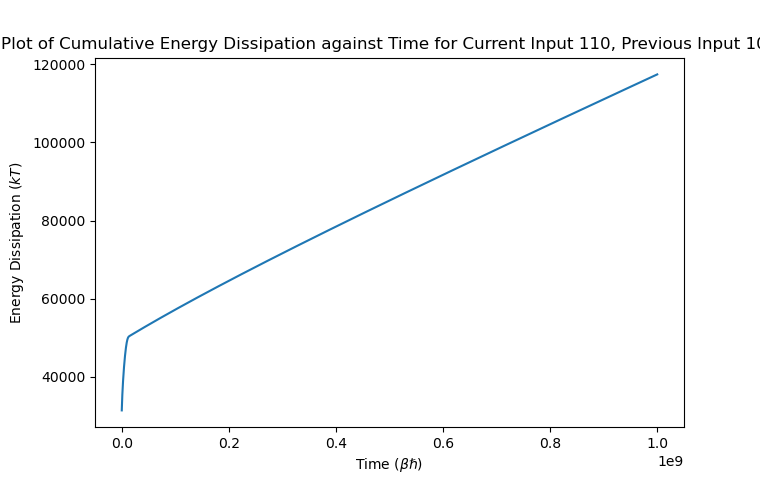 Plot of Cumulative Energy Dissipation against Time for Current Input 110, Previous Input 10
120000
100000
80000
60000
40000
Energy Dissipation (kT)
0.0 0.2 0.4 0.6 0.8 1.0
1e9
Time (βℏ)